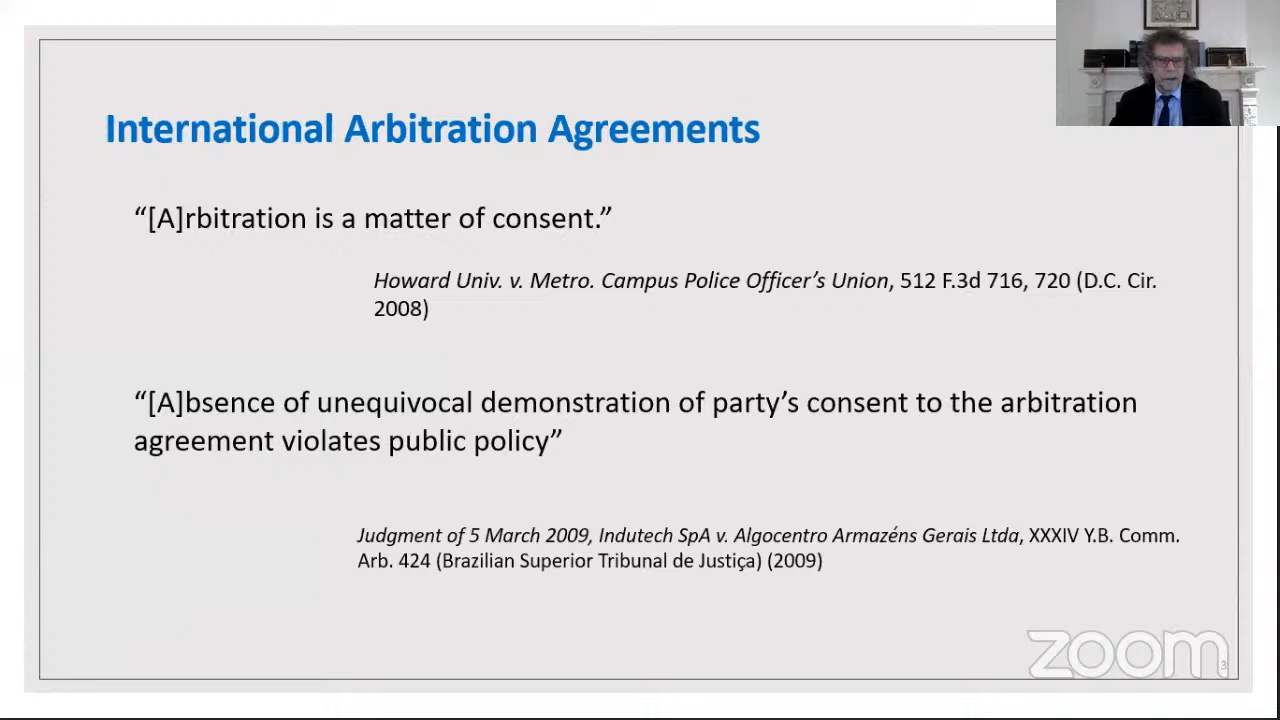 International Arbitration Agreements
“[A]rbitration is a matter of consent.”
Howard Univ. v. Metro. Campus Police Officer’s Union, 512 F.3d 716, 720 (D.C. Cir.
2008)
“[A]bsence of unequivocal demonstration of party’s consent to the arbitration
agreement violates public policy”
Judgment of 5 March 2009, Indutech SpA v. Algocentro Armazéns Gerais Ltda, XXXIV Y.B. Comm.
Arb. 424 (Brazilian Superior Tribunal de Justiça) (2009)
zoom
3